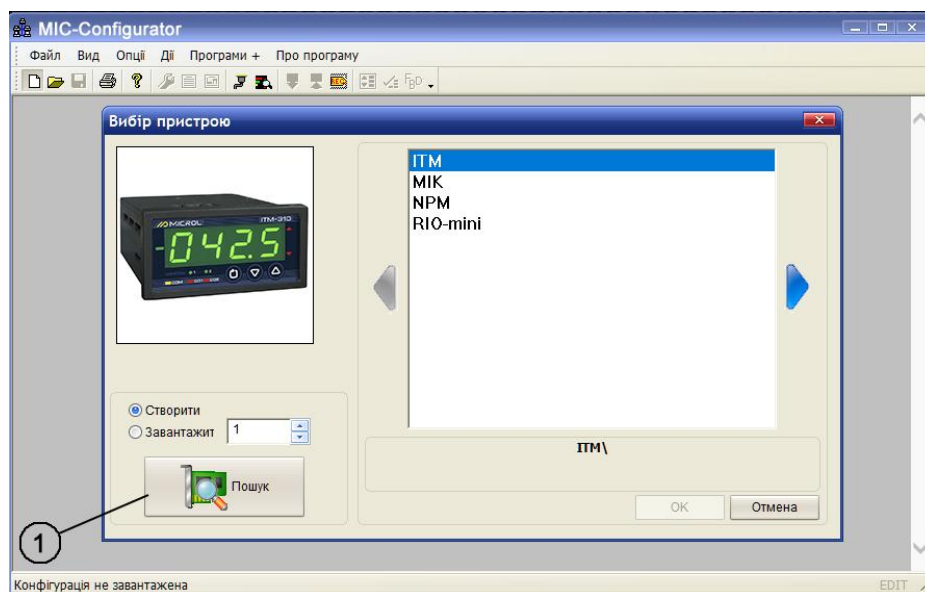 MIC-Configurator
Файл Вид Опції Дії Програми + Про програму
FBD
Вибір пристрою
MICROL ITM-310
-042.5
ITM
MIK
NPM
RIO-mini
Створити
Завантажит 1
Пошук
ITM\
OK Отмена
1
Конфігурація не завантажена EDIT